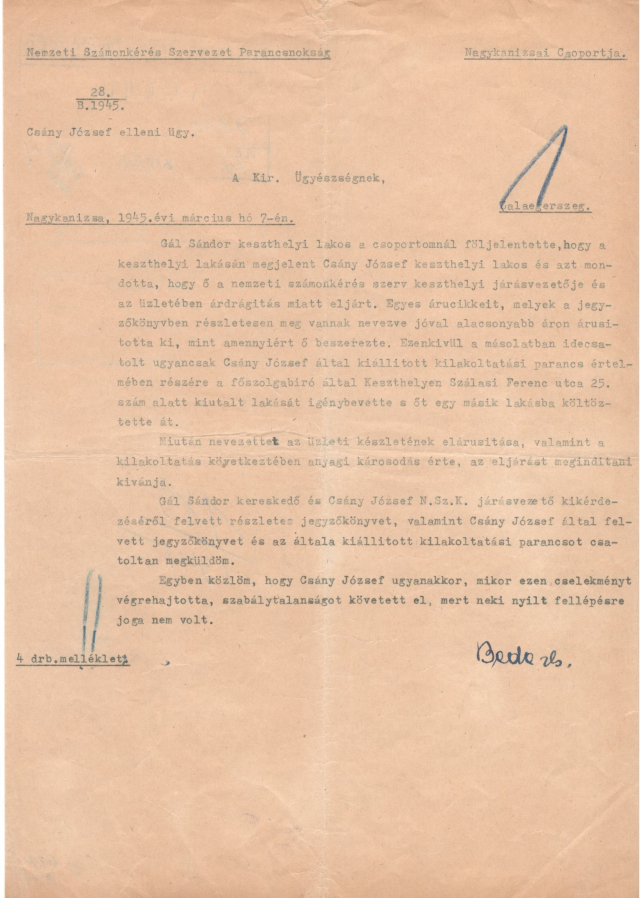 Nemzeti Számonkérés Szervezet Parancsnokság Nagykanizsai Csoportja.
28.
B.1945.
Csány József elleni ügy.
A Kir. Ügyészségnek,
Zalaegerszeg.
Nagykanizsa, 1945.évi március hó 7-én.
Gál Sándor keszthelyi lakos a csoportomnál följelentette,hogy a
keszthelyi lakásán megjelent Csány József keszthelyi lakos és azt mon-
dotta, hogy ő a nemzeti számonkérés szerv keszthelyi járásvezetője és
az üzletében árdrágitás miatt eljárt. Egyes árucikkeit, melyek a jegy-
zőkönyvben részletesen meg vannak nevezve jóval alacsonyabb áron árusi-
totta ki, mint amennyiért ő beszerezte. Ezenkivül a másolatban idecsa-
tolt ugyancsak Csány József által kiállitott kilakoltatási parancs értel-
mében részére a főszolgabiró által Keszthelyen Szálasi Ferenc utca 25.
szám alatt kiutalt lakását igénybevette s őt egy másik lakásba költöz-
tette át.
Miután nevezettet az üzleti készletének elárusitása, valamint a
kilakoltatás következtében anyagi károsodás érte, az eljárást meginditani
kivánja.
Gál Sándor kereskedő és Csány József N.Sz.K. járásvezető kikérde-
zéséről felvett részletes jegyzőkönyvet, valamint Csány József által fel-
vett jegyzőkönyvet és az általa kiállitott kilakoltatási parancsot csa-
toltan megküldöm.
Egyben közlöm, hogy Csány József ugyanakkor, mikor ezen cselekményt
végrehajtotta, szabálytalanságot követett el, mert neki nyilt fellépésre
joga nem volt.
4 drb.melléklet: